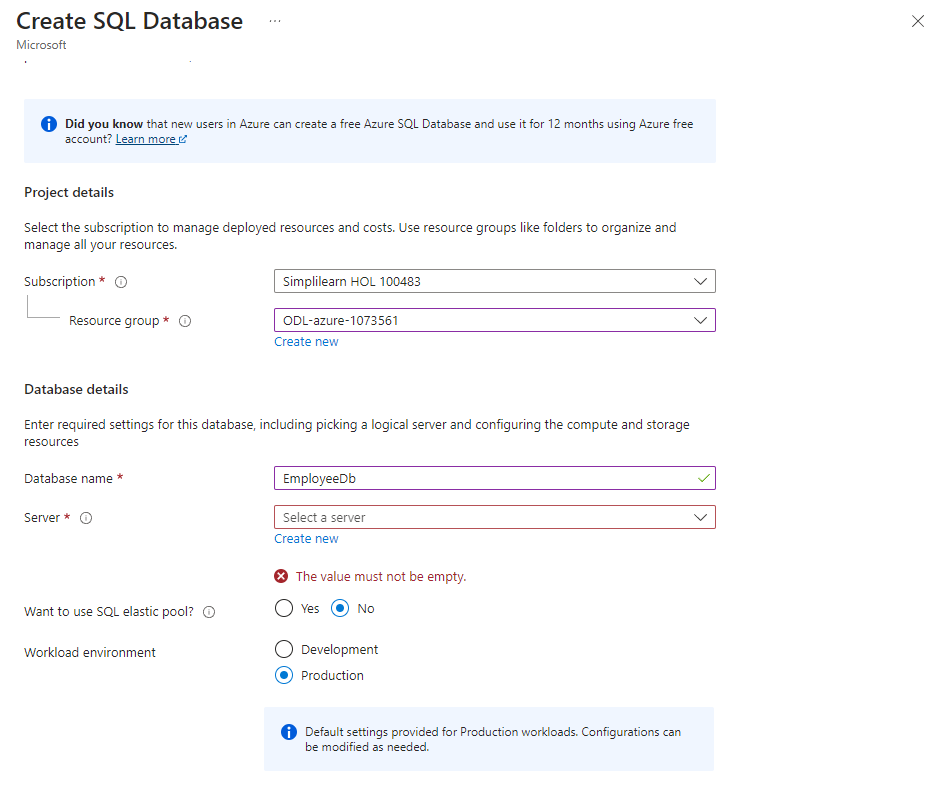 Create SQL Database ...
Microsoft
Did you know that new users in Azure can create a free Azure SQL Database and use it for 12 months using Azure free
account? Learn more
Project details
Select the subscription to manage deployed resources and costs. Use resource groups like folders to organize and
manage all your resources.
Subscription *
Simplilearn HOL 100483
Resource group *
ODL-azure-1073561
Create new
Database details
Enter required settings for this database, including picking a logical server and configuring the compute and storage
resources
Database name *
EmployeeDb
Server *
Select a server
Create new
The value must not be empty.
Want to use SQL elastic pool?
Yes No
Workload environment
Development
Production
Default settings provided for Production workloads. Configurations can
be modified as needed.